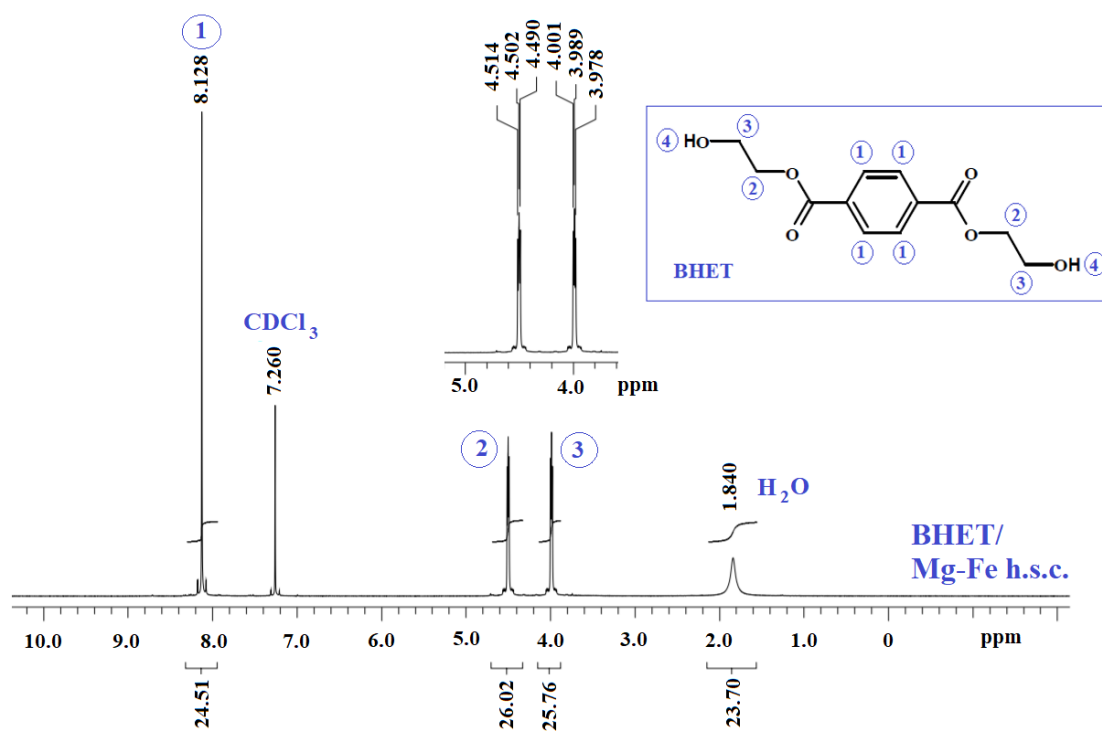 1
8.128
4.514
4.502
4.490
4.001
3.989
3.978
4 HO
3
2
O
O
1 1
1 1
O
O
2
3
OH 4
BHET
CDCl3
7.260
5.0 4.0 ppm
2
3
1.840
H2O
BHET/
Mg-Fe h.s.c.
10.0 9.0 8.0 7.0 6.0 5.0 4.0 3.0 2.0 1.0 0 ppm
24.51
26.02
25.76
23.70